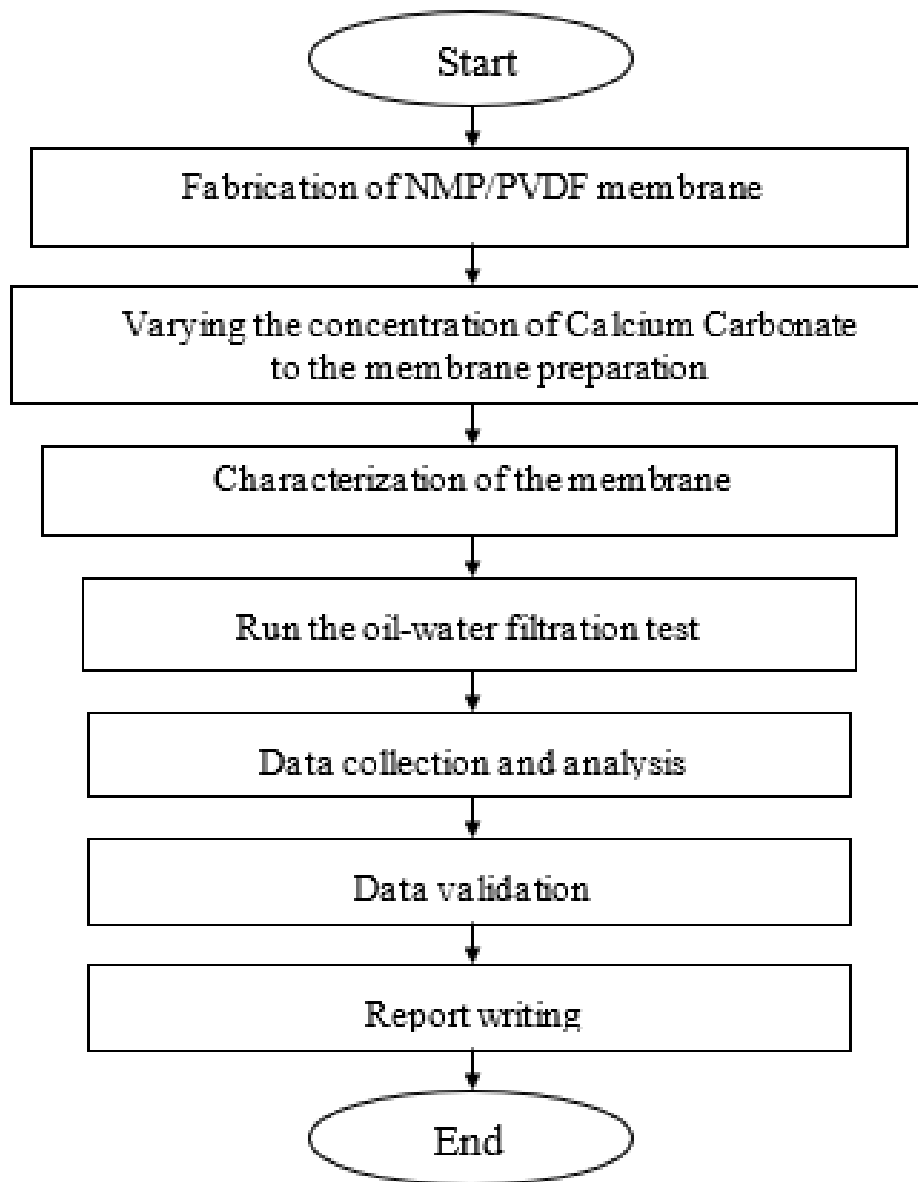 Start
Fabrication of NMP/PVDF membrane
Varying the concentration of Calcium Carbonate
to the membrane preparation
Characterization of the membrane
Run the oil-water filtration test
Data collection and analysis
Data validation
Report writing
End